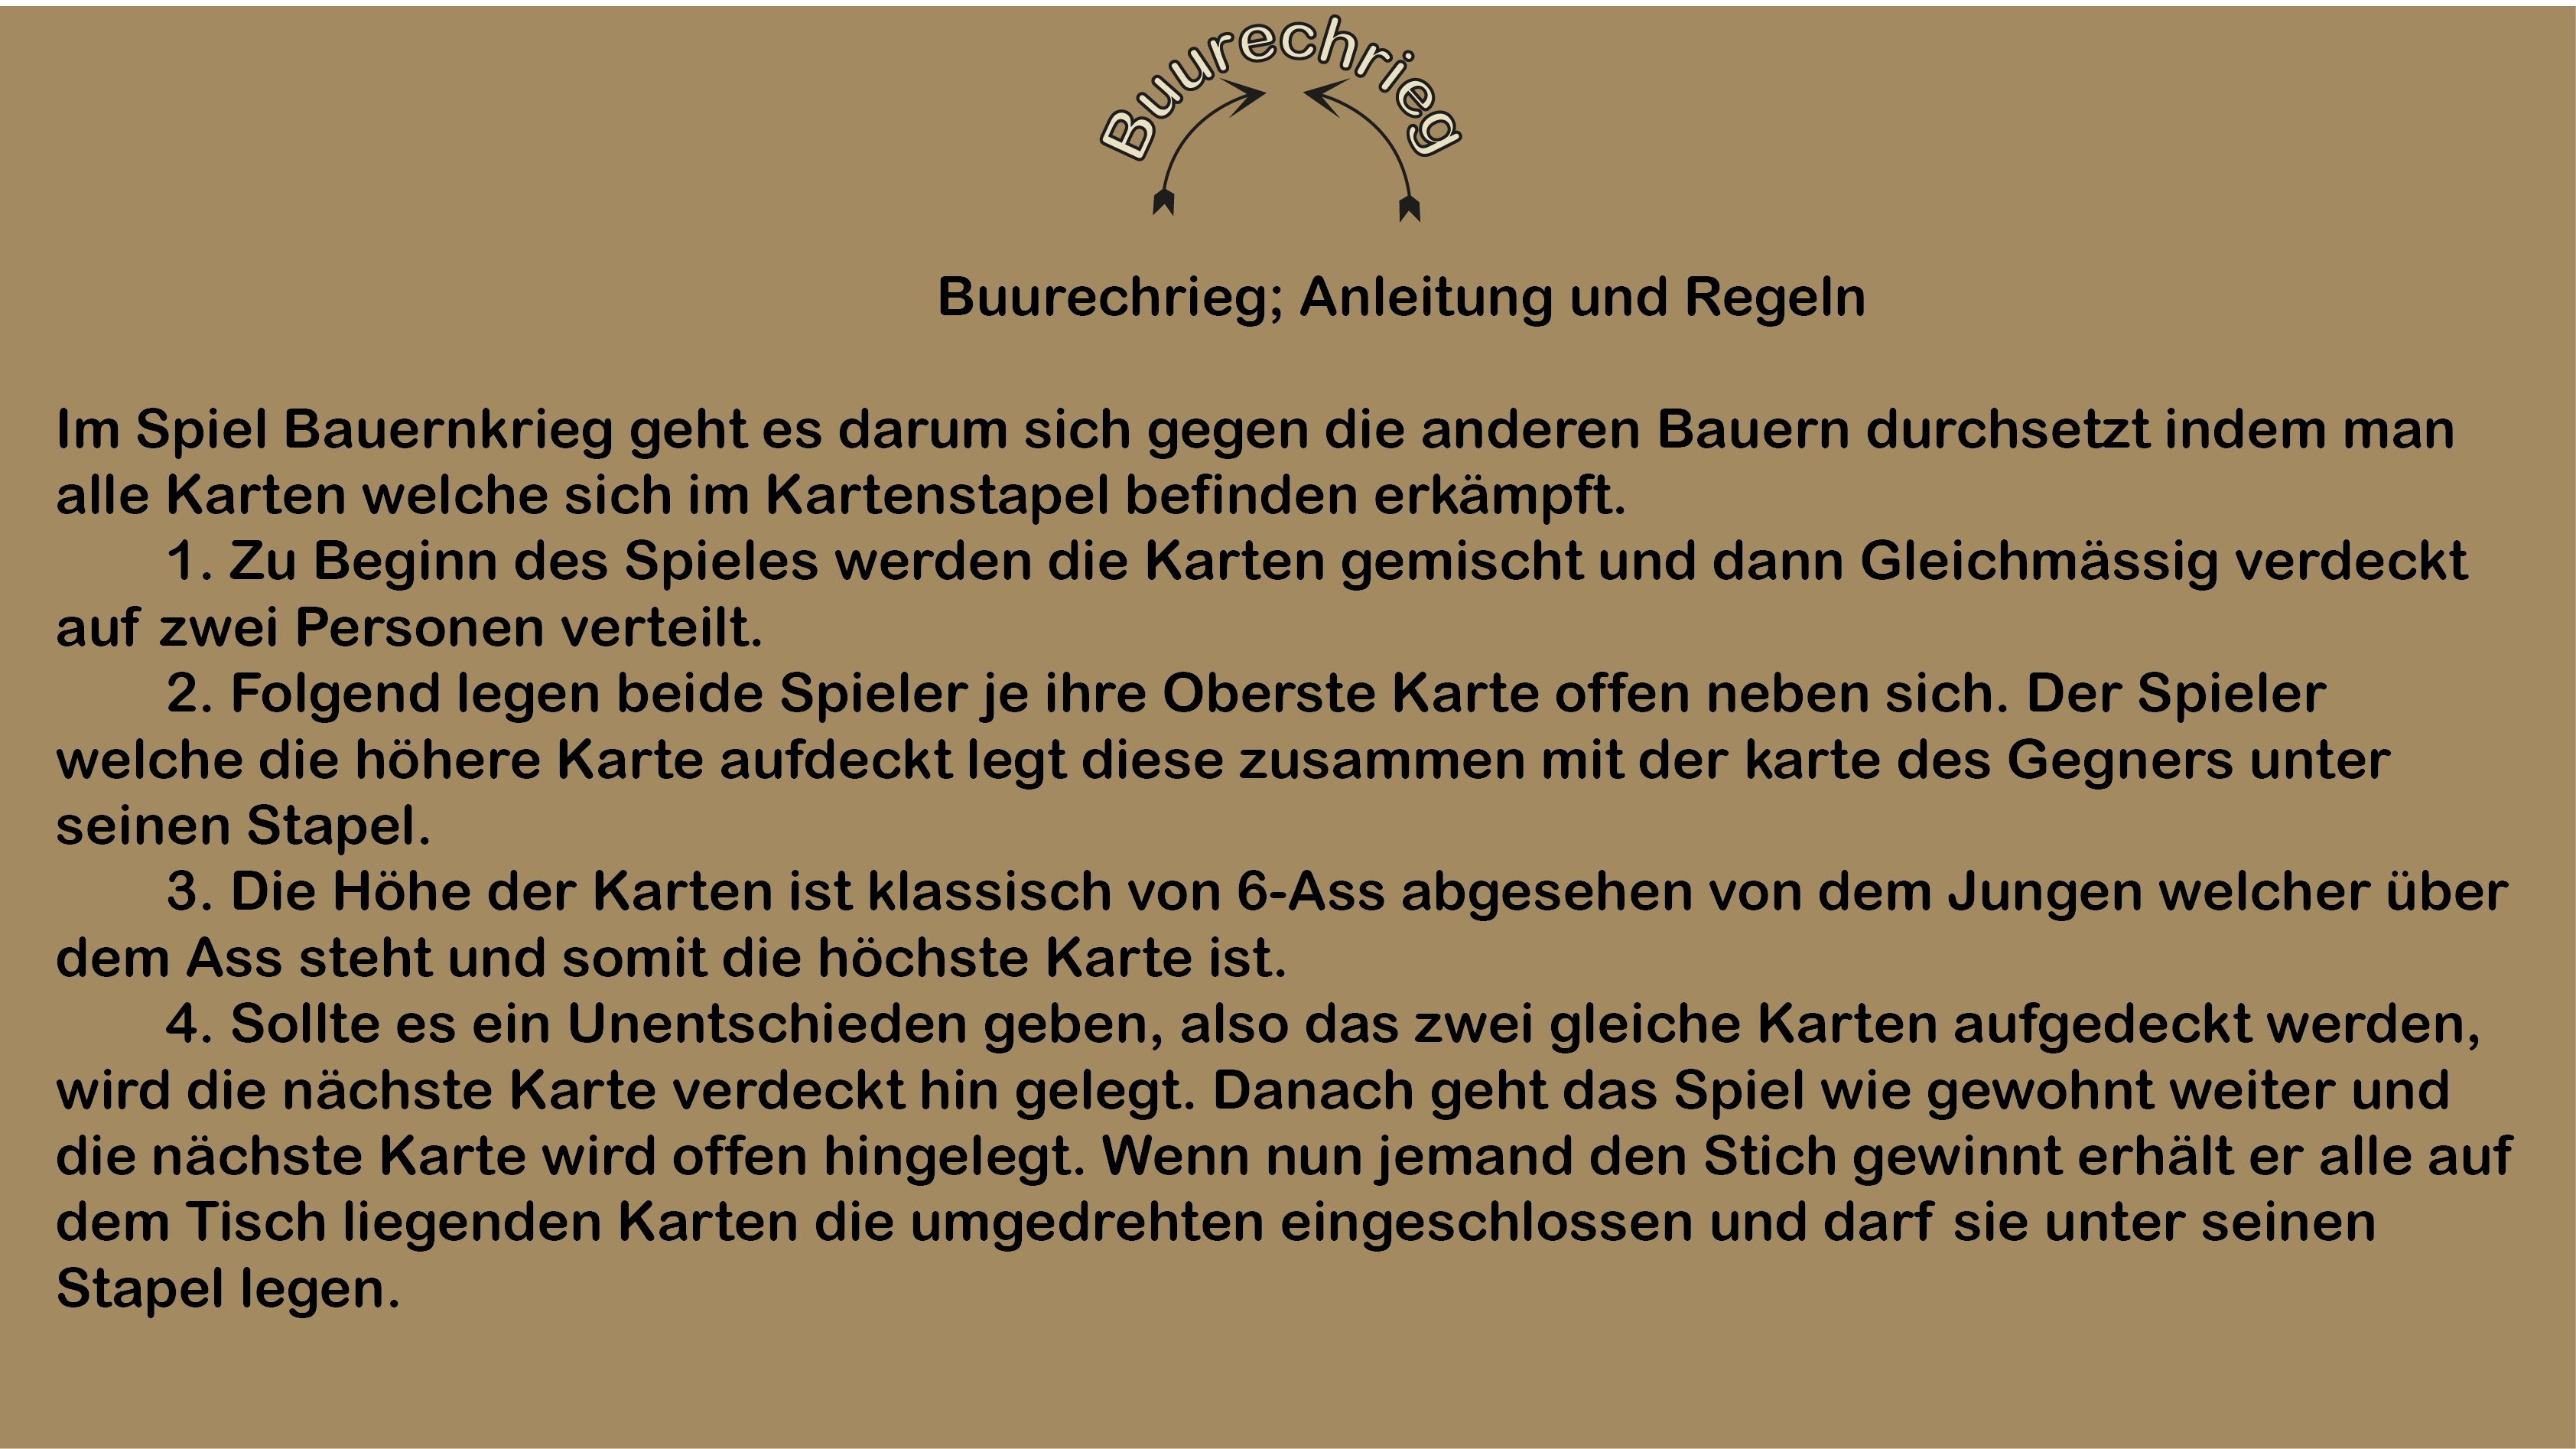 Buurechrieg
Buurechrieg; Anleitung und Regeln
Im Spiel Bauernkrieg geht es darum sich gegen die anderen Bauern durchsetzt indem man
alle Karten welche sich im Kartenstapel befinden erkämpft.
1. Zu Beginn des Spieles werden die Karten gemischt und dann Gleichmässig verdeckt
auf zwei Personen verteilt.
2. Folgend legen beide Spieler je ihre Oberste Karte offen neben sich. Der Spieler
welche die höhere Karte aufdeckt legt diese zusammen mit der karte des Gegners unter
seinen Stapel.
3. Die Höhe der Karten ist klassisch von 6-Ass abgesehen von dem Jungen welcher über
dem Ass steht und somit die höchste Karte ist.
4. Sollte es ein Unentschieden geben, also das zwei gleiche Karten aufgedeckt werden,
wird die nächste Karte verdeckt hin gelegt. Danach geht das Spiel wie gewohnt weiter und
die nächste Karte wird offen hingelegt. Wenn nun jemand den Stich gewinnt erhält er alle auf
dem Tisch liegenden Karten die umgedrehten eingeschlossen und darf sie unter seinen
Stapel legen.